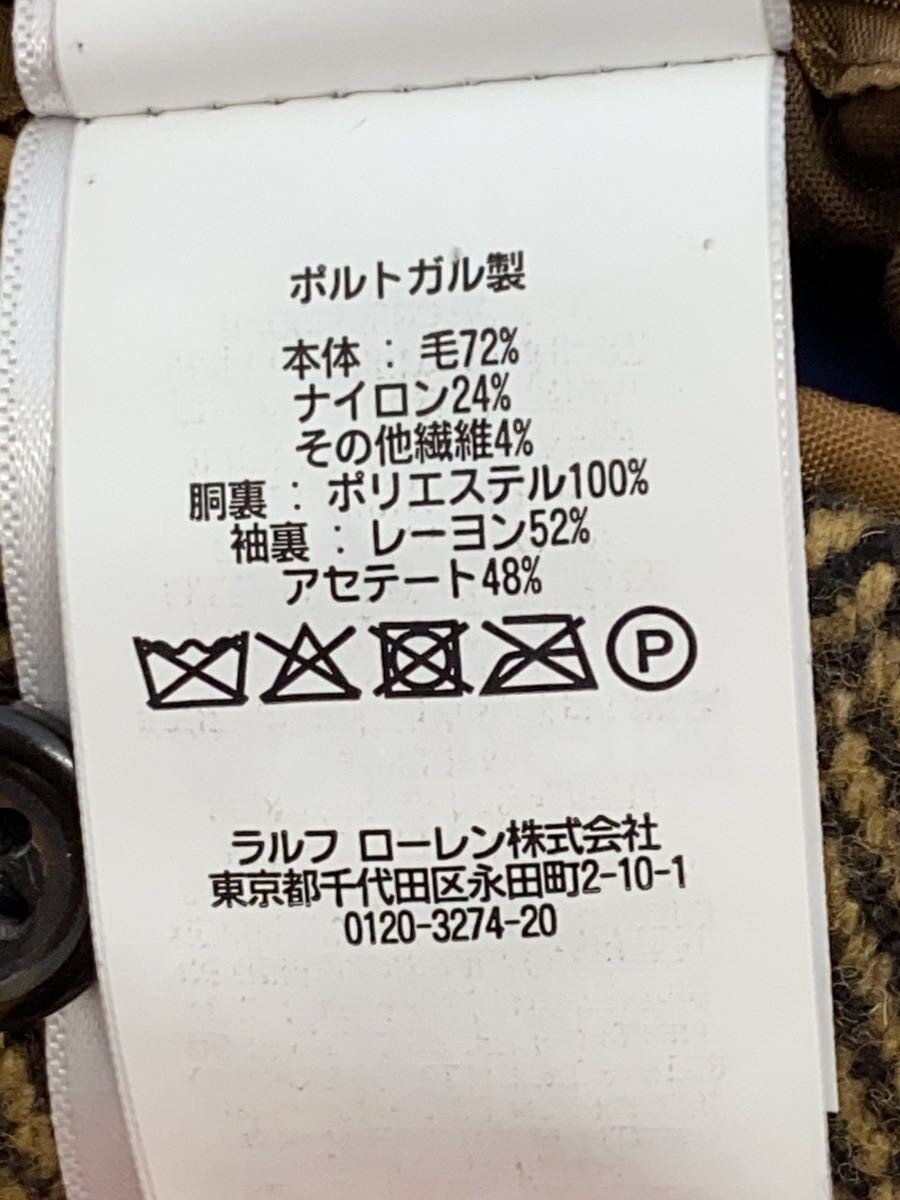 ポルトガル製
本体 : 毛72%
ナイロン24%
その他繊維4%
胴裏 : ポリエステル100%
袖裏 : レーヨン52%
アセテート48%
P
ラルフ ローレン株式会社
東京都千代田区永田町2-10-1
0120-3274-20